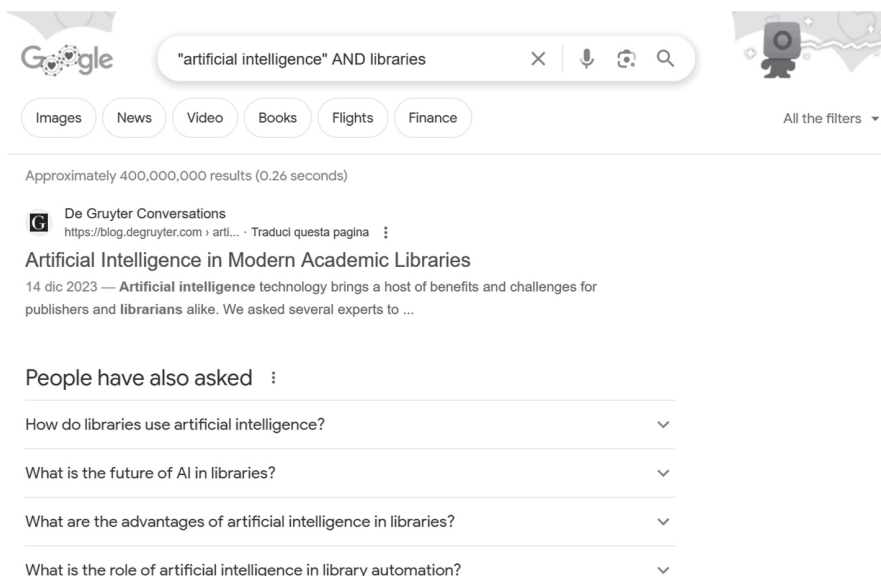 Google
"artificial intelligence" AND libraries
Images News Video Books Flights Finance All the filters
Approximately 400,000,000 results (0.26 seconds)
G
De Gruyter Conversations
https://blog.degruyter.com › arti... · Traduci questa pagina
Artificial Intelligence in Modern Academic Libraries
14 dic 2023 — Artificial intelligence technology brings a host of benefits and challenges for
publishers and librarians alike. We asked several experts to ...
People have also asked
How do libraries use artificial intelligence?
What is the future of AI in libraries?
What are the advantages of artificial intelligence in libraries?
What is the role of artificial intelligence in library automation?